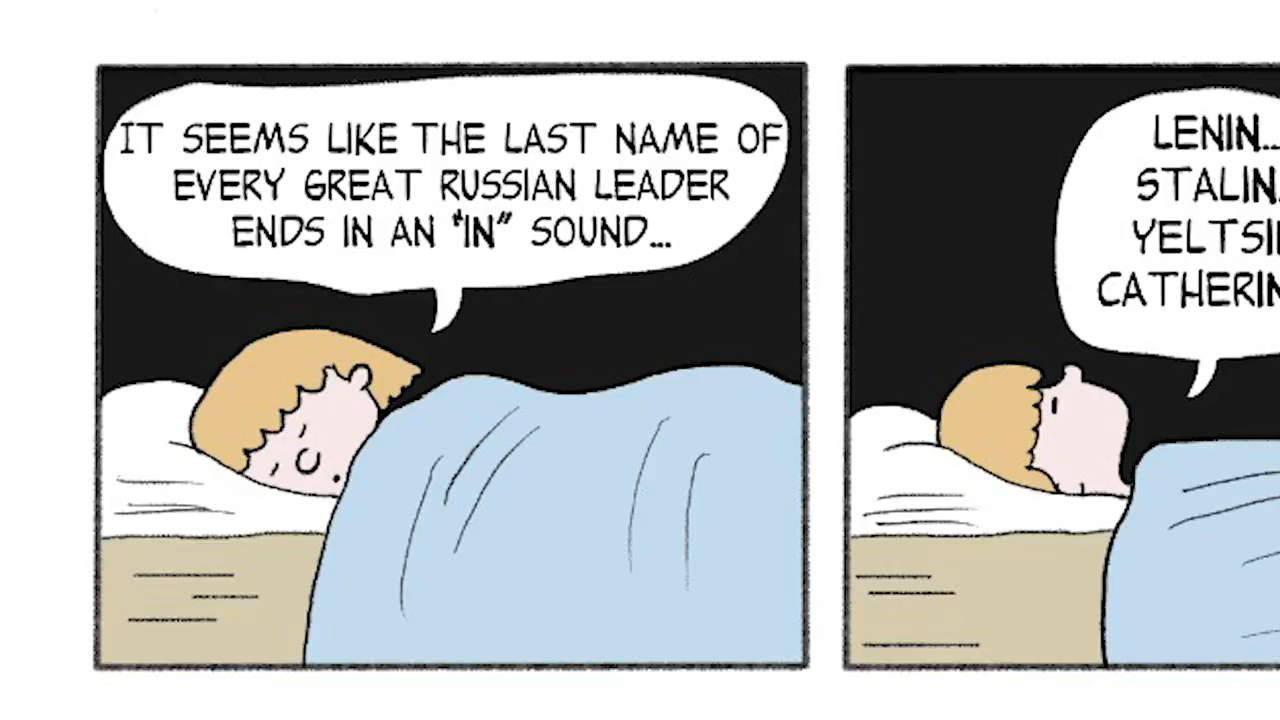 IT SEEMS LIKE THE LAST NAME OF
EVERY GREAT RUSSIAN LEADER
ENDS IN AN "IN" SOUND...
LENIN...
STALIN.
YELTSI
CATHERIN